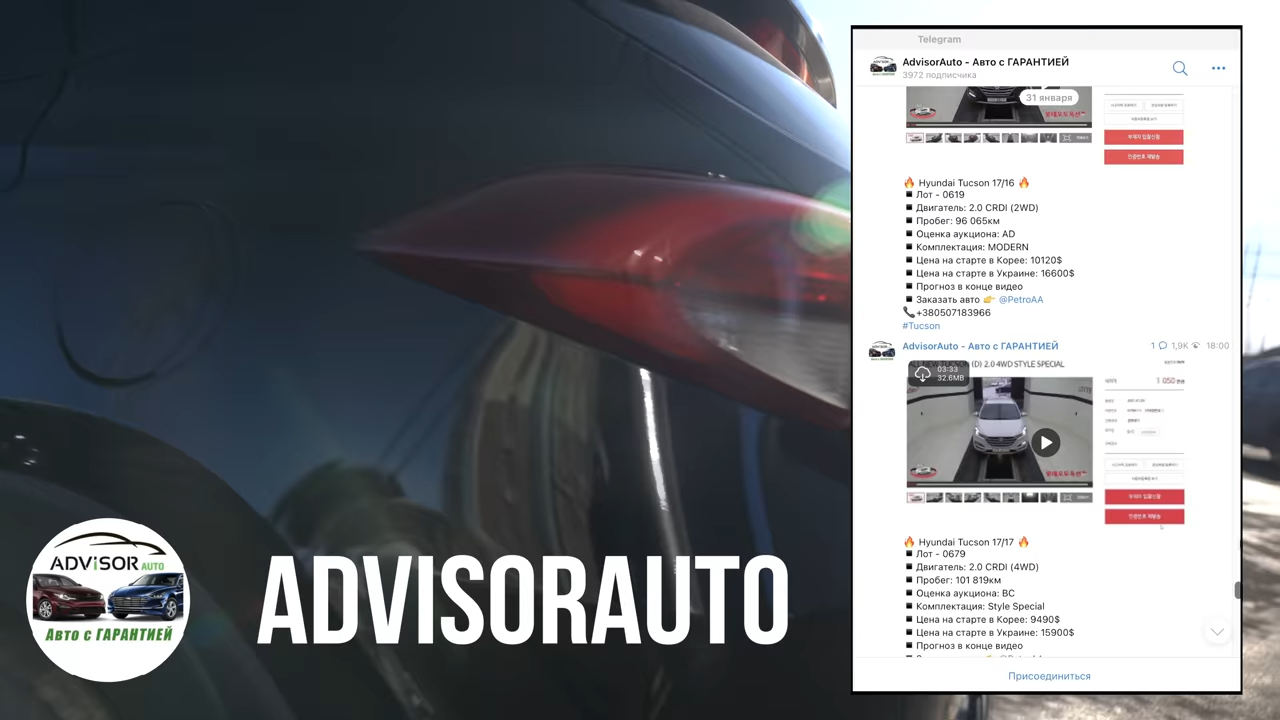 Telegram
AdvisorAuto - Авто с ГАРАНТИЕЙ
3972 подписчика
31 января
🔥 Hyundai Tucson 17/16 🔥
▪️ Лот - 0619
▪️ Двигатель: 2.0 CRDI (2WD)
▪️ Пробег: 96 065км
▪️ Оценка аукциона: AD
▪️ Комплектация: MODERN
▪️ Цена на старте в Корее: 10120$
▪️ Цена на старте в Украине: 16600$
▪️ Прогноз в конце видео
▪️ Заказать авто 👉 @PetroAA
📞+380507183966
#Tucson
AdvisorAuto - Авто с ГАРАНТИЕЙ
1 1,9K 18:00
(D) 2.0 4WD STYLE SPECIAL
03:33
32.6MB
1 050
🔥 Hyundai Tucson 17/17 🔥
▪️ Лот - 0679
▪️ Двигатель: 2.0 CRDI (4WD)
▪️ Пробег: 101 819км
▪️ Оценка аукциона: BC
▪️ Комплектация: Style Special
▪️ Цена на старте в Корее: 9490$
▪️ Цена на старте в Украине: 15900$
▪️ Прогноз в конце видео
Присоединиться
ADViSOR AUTO
Авто с ГАРАНТИЕЙ
ADVISORAUTO